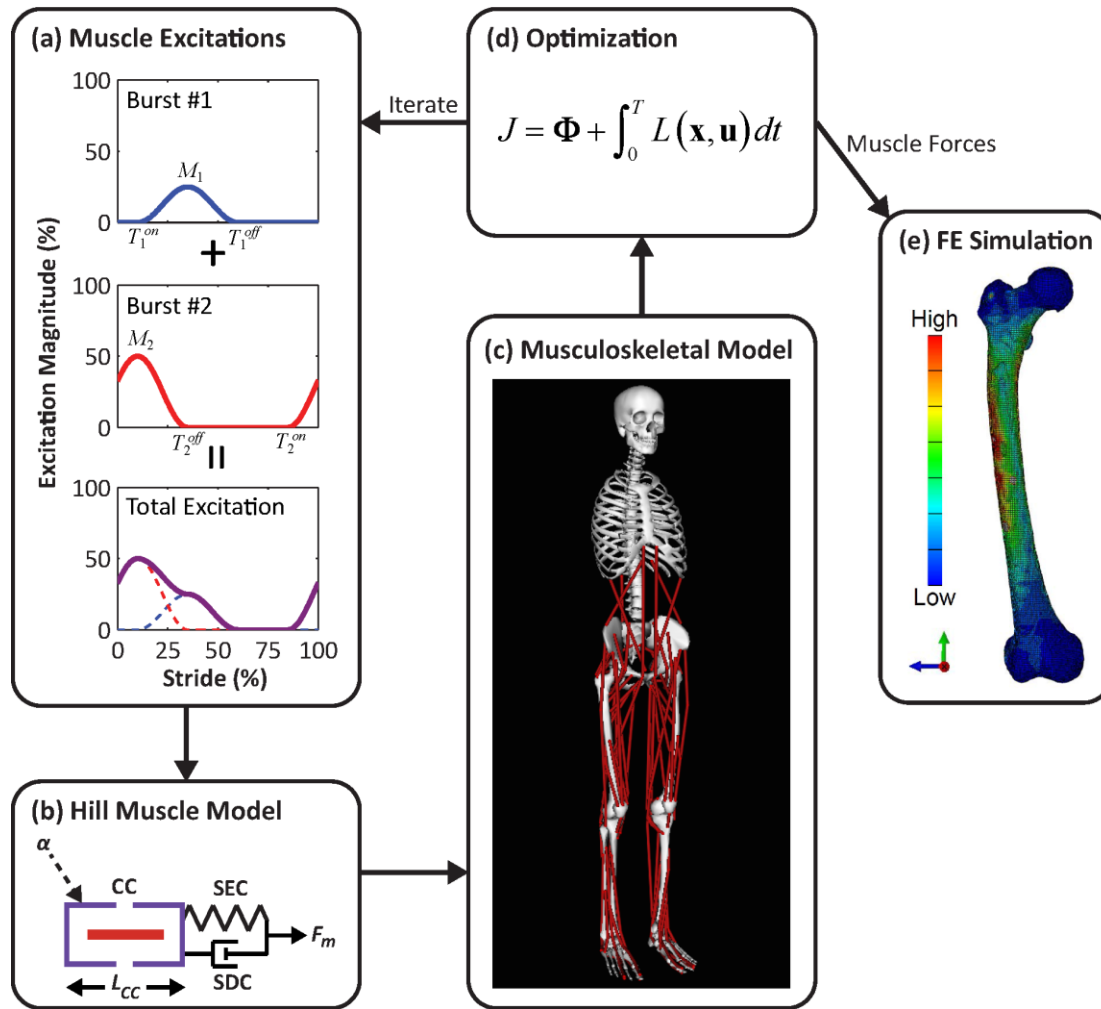 (a) Muscle Excitations
Excitation Magnitude (%)
100
50
0
Burst #1
M₁
T₁ᵒⁿ
T₁ᵒᶠᶠ
+
100
50
0
Burst #2
M₂
T₂ᵒᶠᶠ
T₂ᵒⁿ
=
100
50
0
Total Excitation
0 25 50 75 100
Stride (%)
(b) Hill Muscle Model
α
CC
SEC
Fₘ
SDC
L_CC
(c) Musculoskeletal Model
(d) Optimization
J = Φ + ∫₀ᵀ L(x, u) dt
Iterate
Muscle Forces
(e) FE Simulation
High
Low